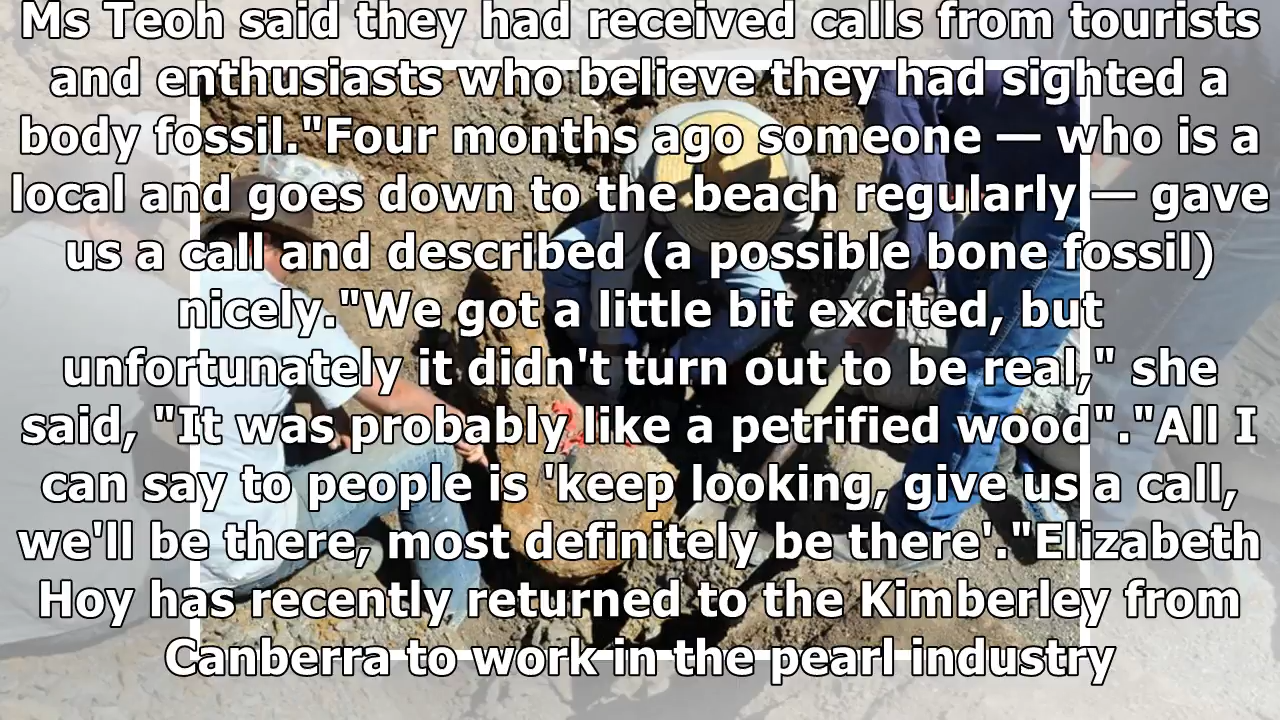 Ms Teoh said they had received calls from tourists
and enthusiasts who believe they had sighted a
body fossil."Four months ago someone — who is a
local and goes down to the beach regularly — gave
us a call and described (a possible bone fossil)
nicely."We got a little bit excited, but
unfortunately it didn't turn out to be real," she
said, "It was probably like a petrified wood"."All I
can say to people is 'keep looking, give us a call,
we'll be there, most definitely be there'."Elizabeth
Hoy has recently returned to the Kimberley from
Canberra to work in the pearl industry